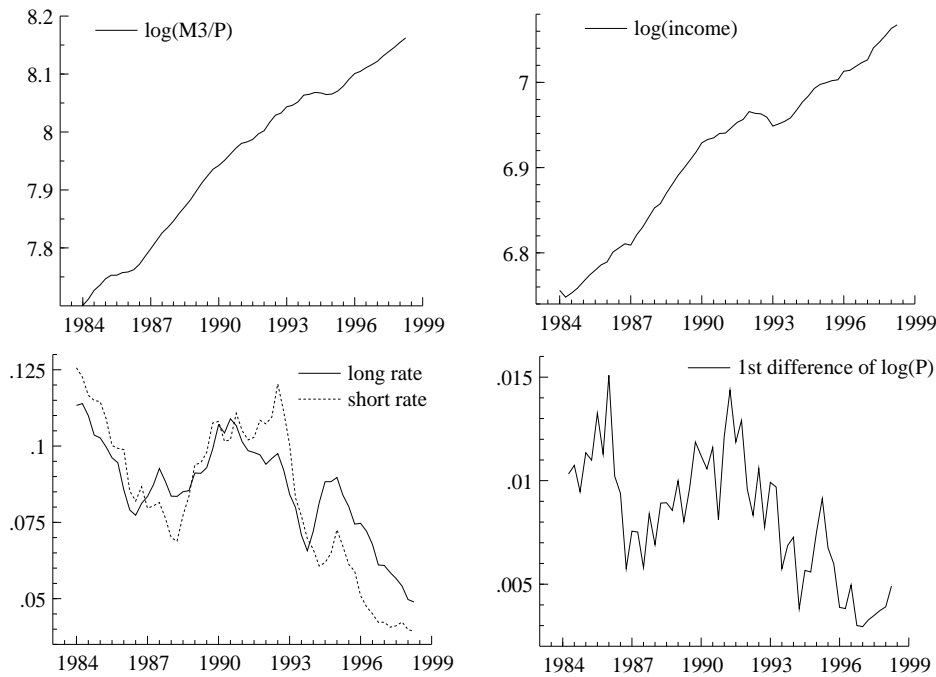 8.2
8.1
8
7.9
7.8
log(M3/P)
1984 1987 1990 1993 1996 1999
7
6.9
6.8
log(income)
1984 1987 1990 1993 1996 1999
.125
.1
.075
.05
long rate
short rate
1984 1987 1990 1993 1996 1999
.015
.01
.005
1st difference of log(P)
1984 1987 1990 1993 1996 1999